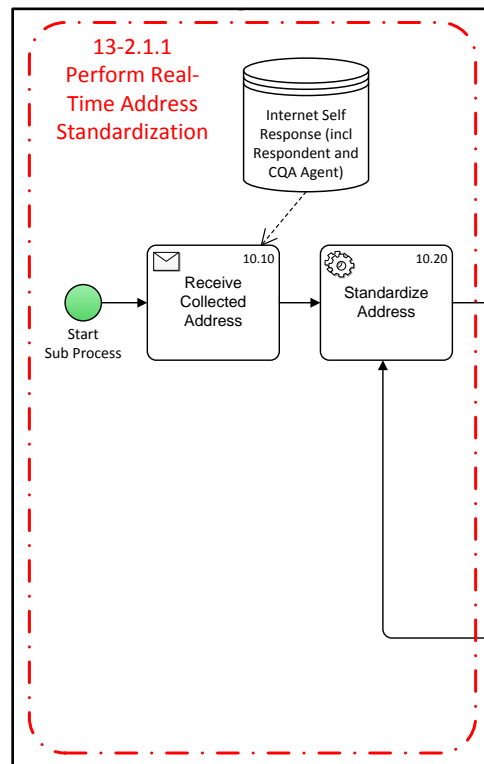 13-2.1.1
Perform Real-
Time Address
Standardization
Internet Self
Response (incl
Respondent and
CQA Agent)
10.10
Receive
Collected
Address
10.20
Standardize
Address
Start
Sub Process